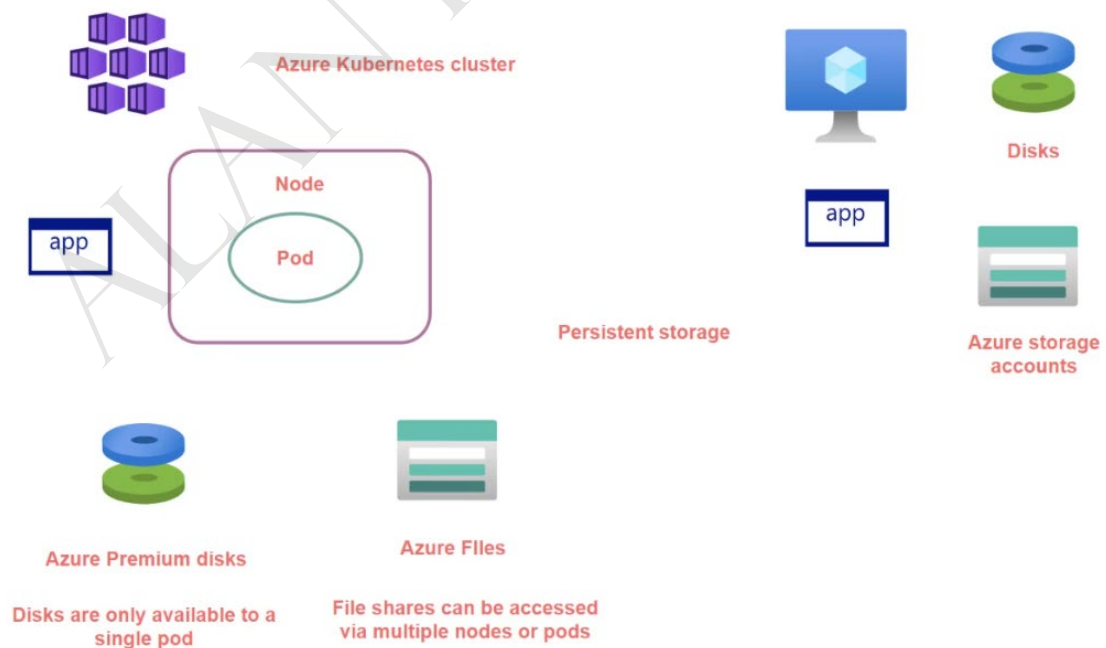 Azure Kubernetes cluster
Disks
Node
Pod
app
app
Persistent storage
Azure storage
accounts
Azure Premium disks
Azure FIles
Disks are only available to a
single pod
File shares can be accessed
via multiple nodes or pods
ALAN